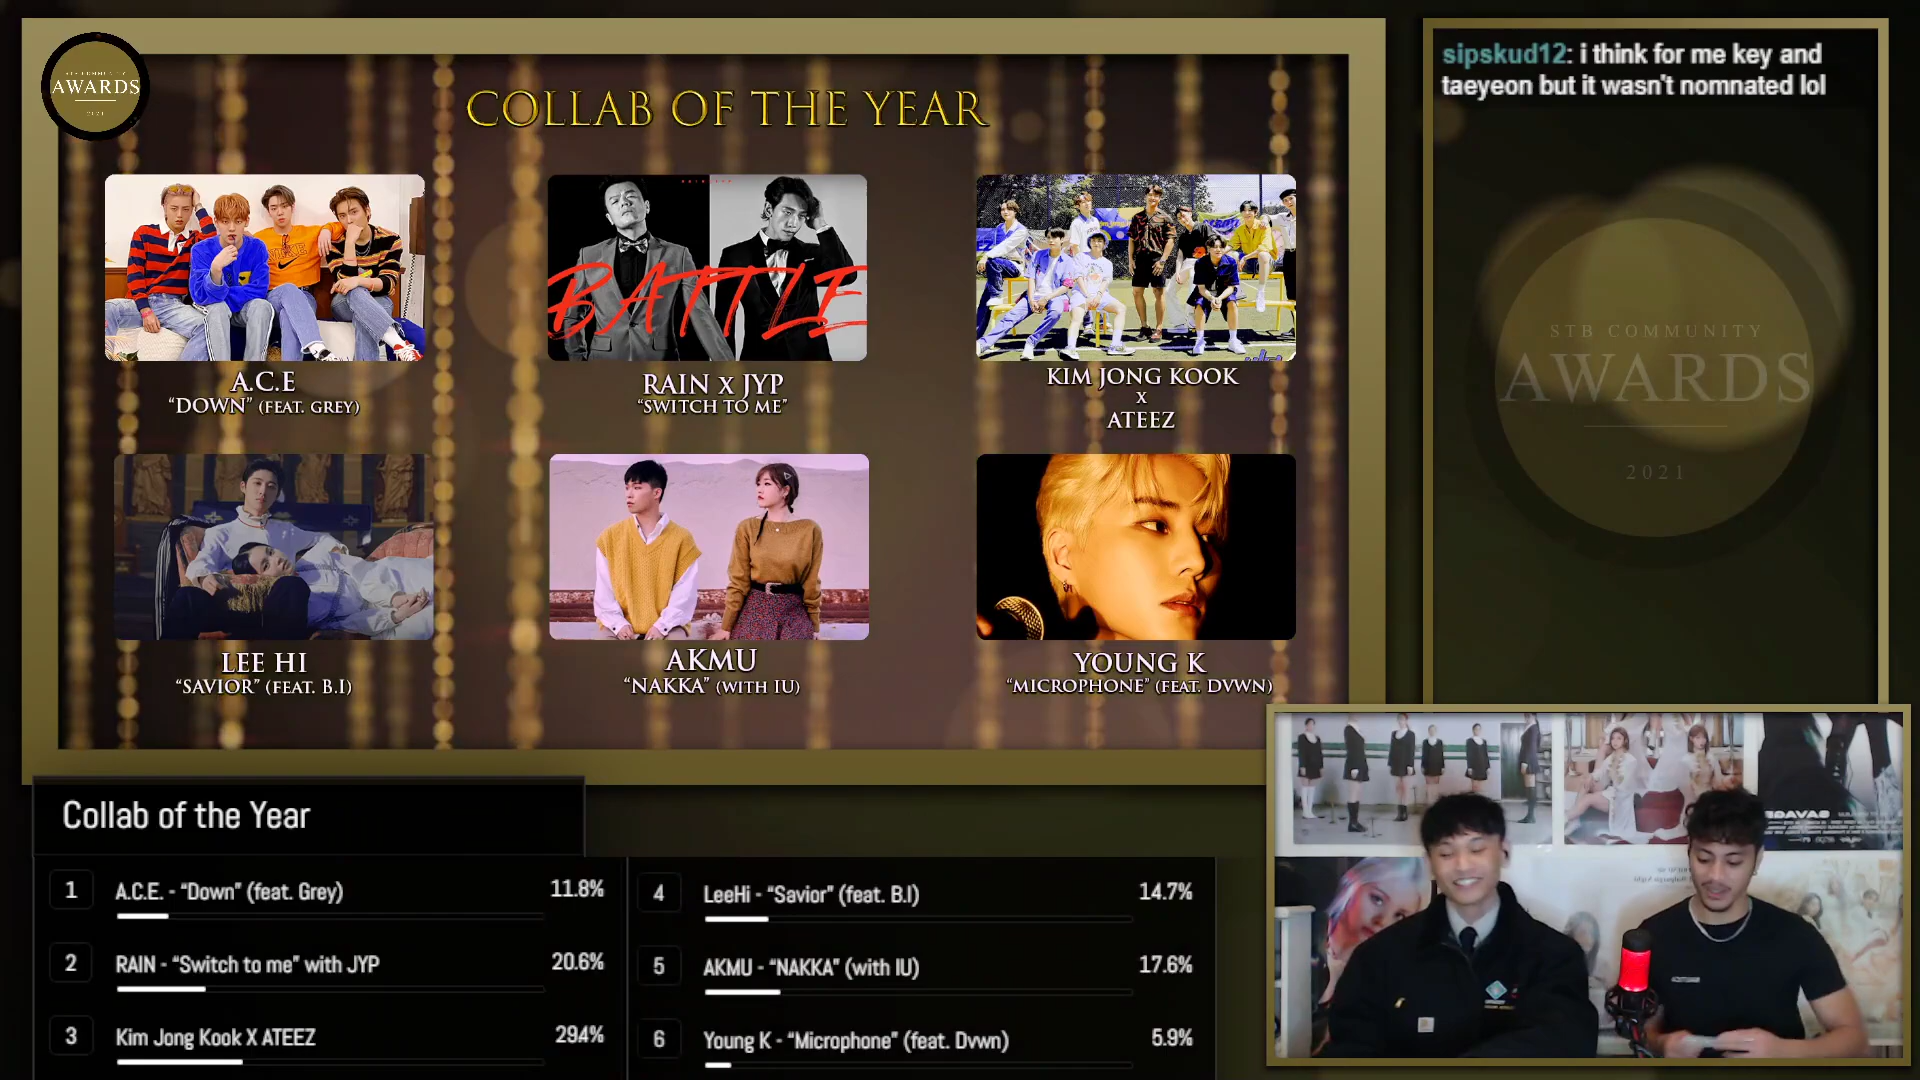 STB COMMUNITY
AWARDS
2021
COLLAB OF THE YEAR
BATTLE
A.C.E
“DOWN” (FEAT. GREY)
RAIN x JYP
“SWITCH TO ME”
KIM JONG KOOK
X
ATEEZ
LEE HI
“SAVIOR” (FEAT. B.I)
AKMU
“NAKKA” (WITH IU)
YOUNG K
“MICROPHONE” (FEAT. DVWN)
sipskud12: i think for me key and
taeyeon but it wasn't nomnated lol
STB COMMUNITY
AWARDS
2021
Collab of the Year
1 A.C.E. - “Down” (feat. Grey) 11.8%
2 RAIN - “Switch to me” with JYP 20.6%
3 Kim Jong Kook X ATEEZ 29.4%
4 LeeHi - “Savior” (feat. B.I) 14.7%
5 AKMU - “NAKKA” (with IU) 17.6%
6 Young K - “Microphone” (feat. Dvwn) 5.9%
SAVAGE